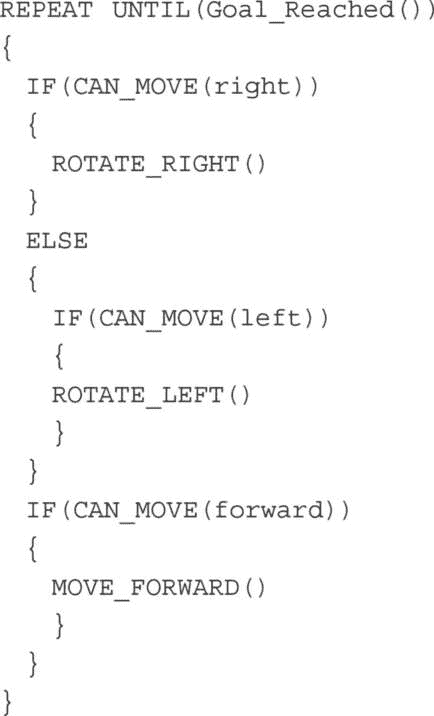 REPEAT UNTIL(Goal_Reached())
{
  IF(CAN_MOVE(right))
  {
    ROTATE_RIGHT()
  }
  ELSE
  {
    IF(CAN_MOVE(left))
    {
    ROTATE_LEFT()
    }
  }
  IF(CAN_MOVE(forward))
  {
    MOVE_FORWARD()
    }
  }
}